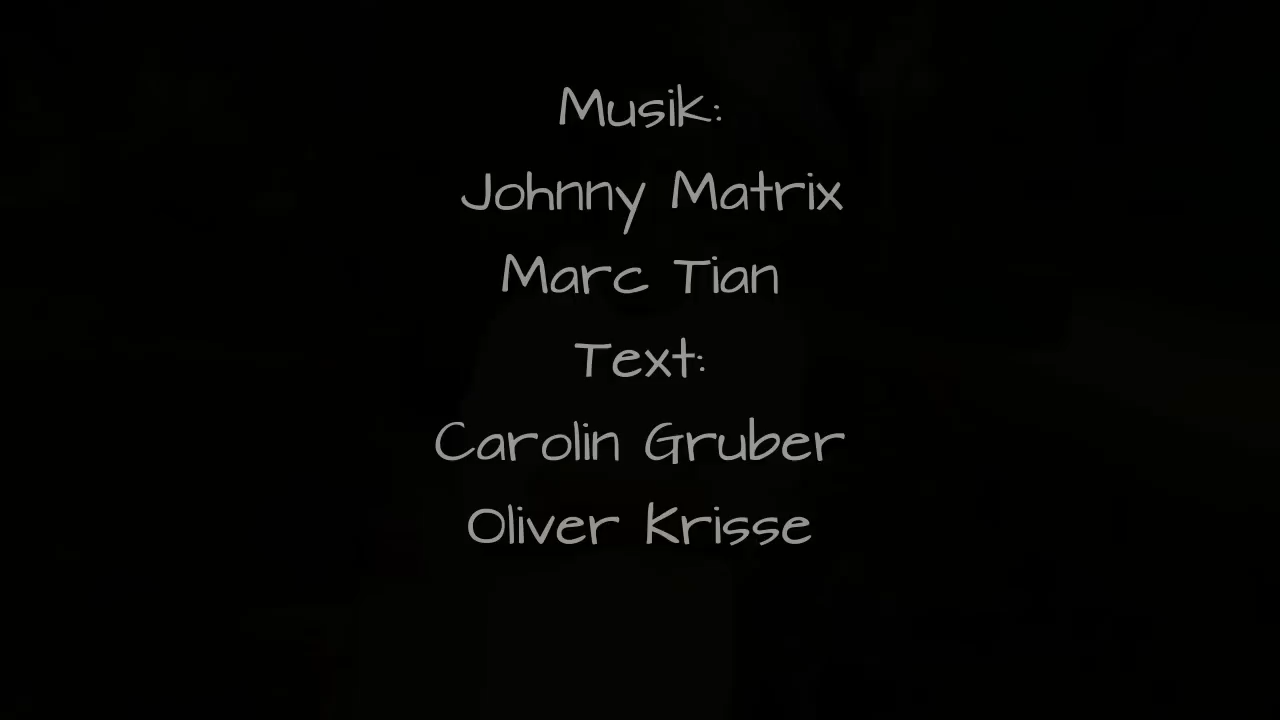 Musik:
Johnny Matrix
Marc Tian
Text:
Carolin Gruber
Oliver Krisse